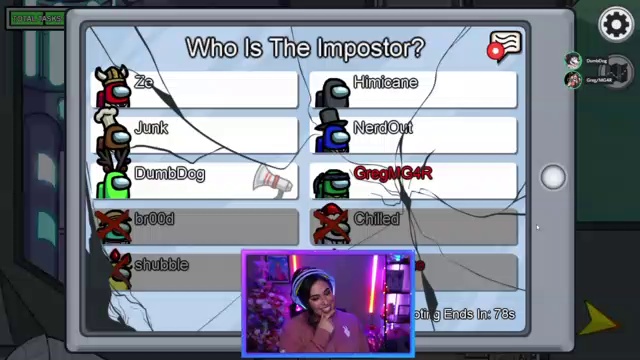 TOTAL TASKS
Who Is The Impostor?
Ze
Himicane
Junk
NerdOut
DumbDog
GregMG4R
br00d
Chilled
shubble
oting Ends In: 78s
DumbDog
GregMG4R